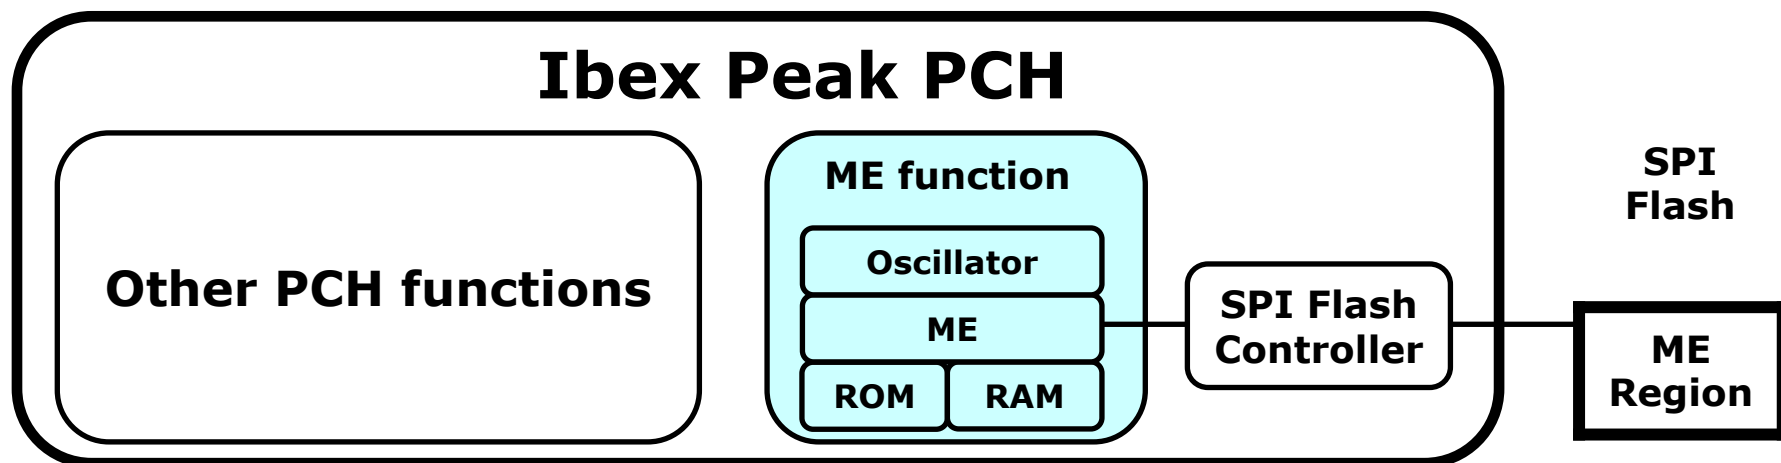 Ibex Peak PCH
Other PCH functions
ME function
Oscillator
ME
ROM
RAM
SPI Flash
Controller
SPI
Flash
ME
Region